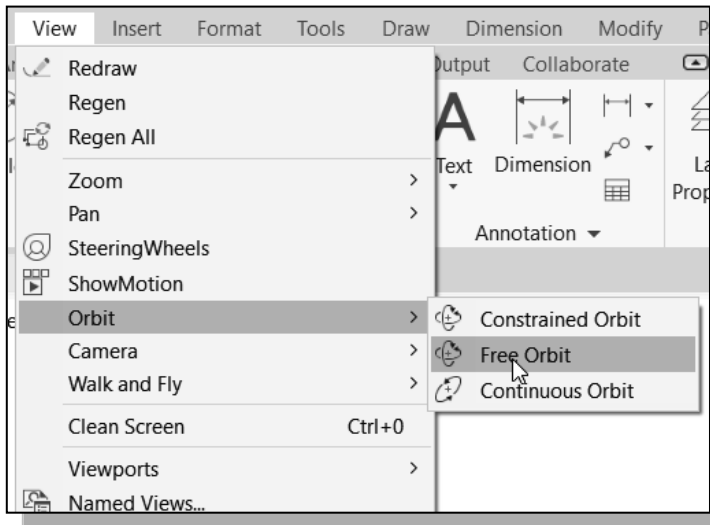 View Insert Format Tools Draw Dimension Modify
Output Collaborate
Redraw
Regen
Regen All
Zoom
Pan
SteeringWheels
ShowMotion
Orbit
Camera
Walk and Fly
Clean Screen Ctrl+0
Viewports
Named Views...
Constrained Orbit
Free Orbit
Continuous Orbit
A
Text Dimension
Annotation